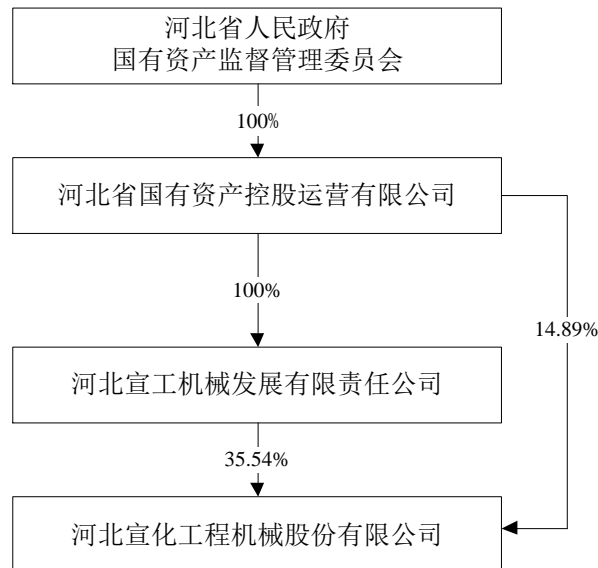 河北省人民政府
国有资产监督管理委员会
100%
河北省国有资产控股运营有限公司
100%
14.89%
河北宣工机械发展有限责任公司
35.54%
河北宣化工程机械股份有限公司